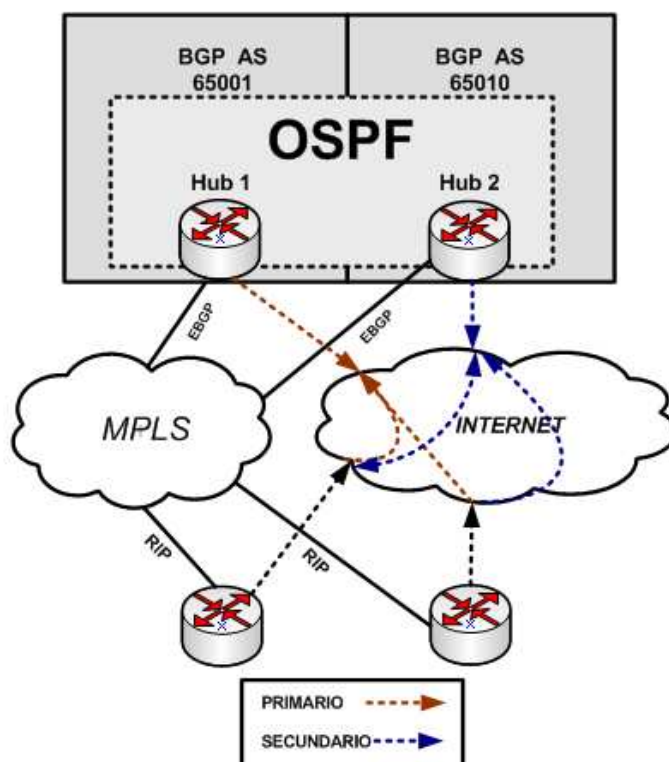 BGP AS
65001
BGP AS
65010
OSPF
Hub 1
Hub 2
EBGP
EBGP
MPLS
INTERNET
RIP
RIP
PRIMARIO
SECUNDARIO